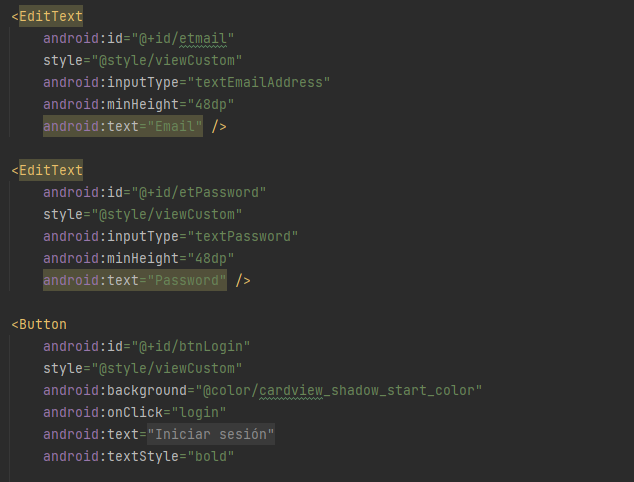 <EditText
android:id="@+id/etmail"
style="@style/viewCustom"
android:inputType="textEmailAddress"
android:minHeight="48dp"
android:text="Email" />
<EditText
android:id="@+id/etPassword"
style="@style/viewCustom"
android:inputType="textPassword"
android:minHeight="48dp"
android:text="Password" />
<Button
android:id="@+id/btnLogin"
style="@style/viewCustom"
android:background="@color/cardview_shadow_start_color"
android:onClick="login"
android:text="Iniciar sesión"
android:textStyle="bold"